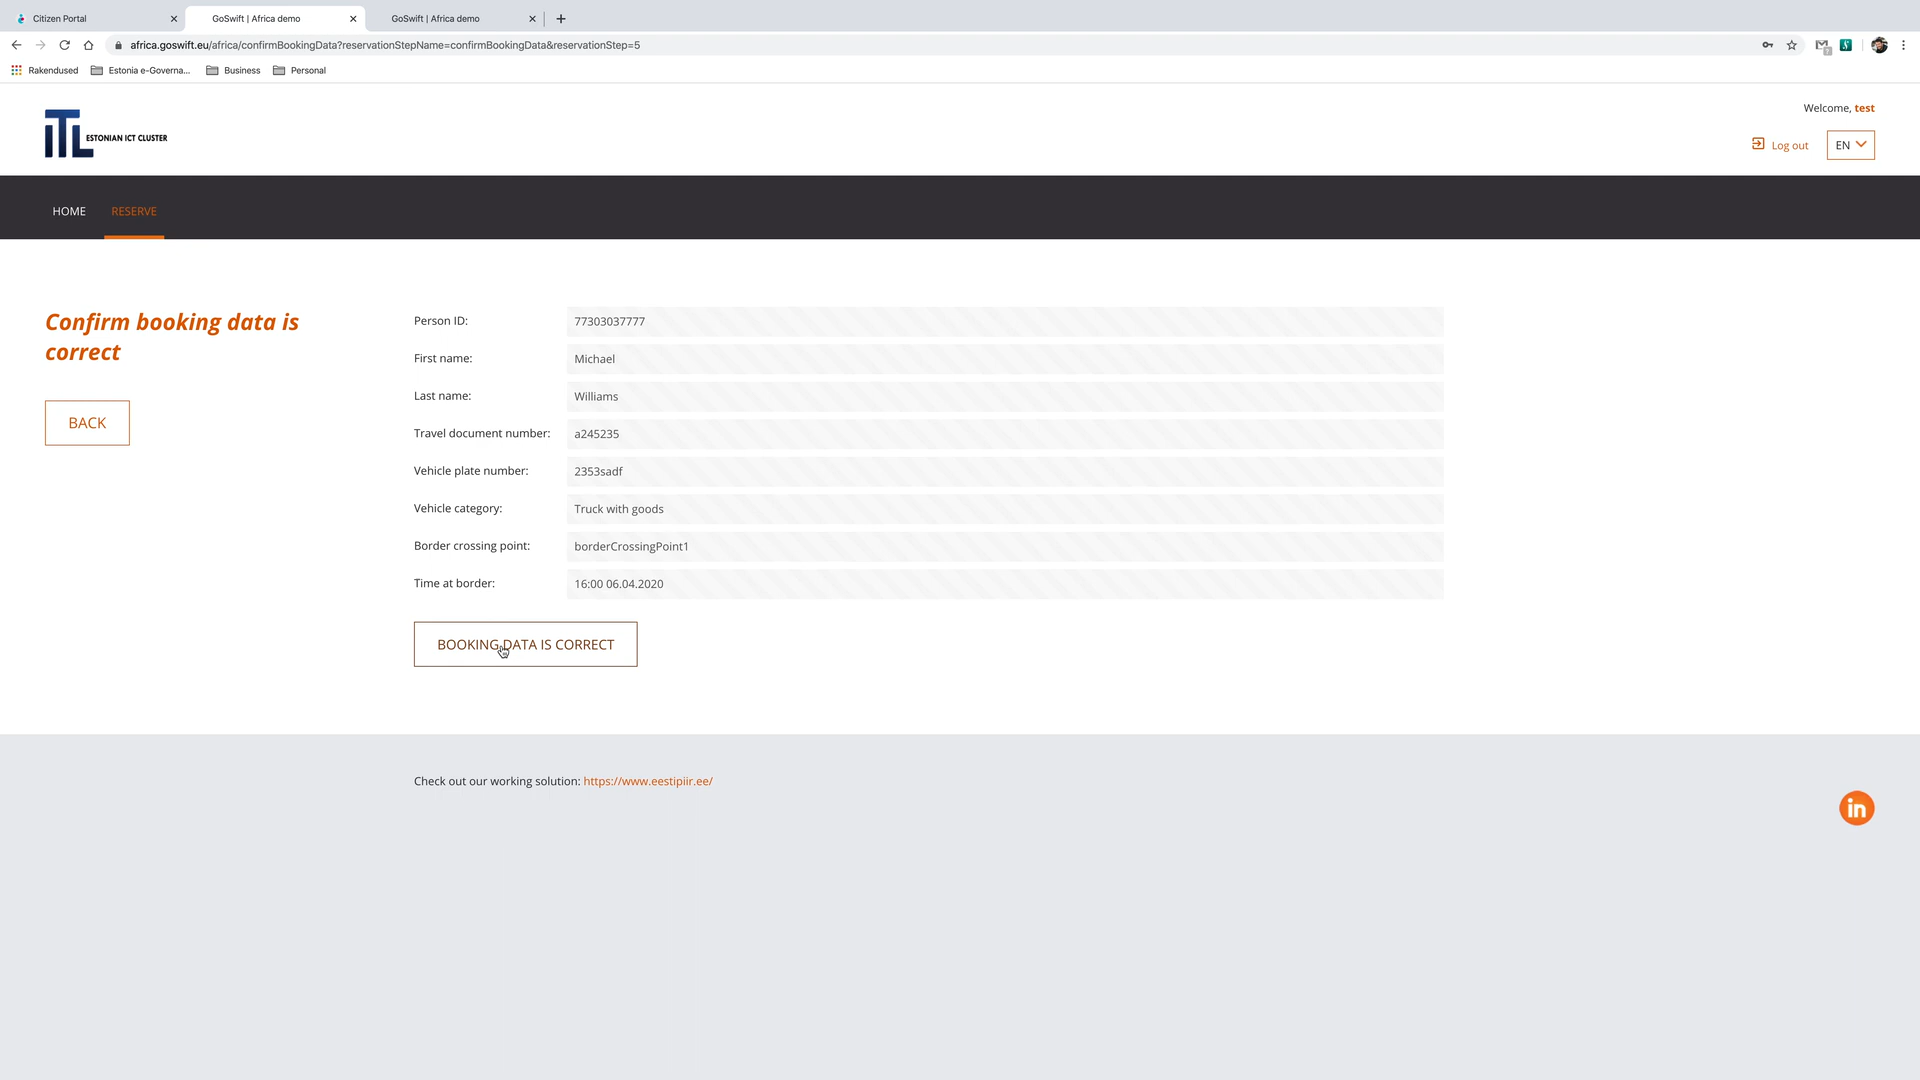 Citizen Portal
GoSwift | Africa demo
GoSwift | Africa demo
africa.goswift.eu/africa/confirmBookingData?reservationStepName=confirmBookingData&reservationStep=5
Rakendused
Estonia e-Governa...
Business
Personal
ITL ESTONIAN ICT CLUSTER
Welcome, test
Log out
EN
HOME
RESERVE
Confirm booking data is
correct
BACK
Person ID: 77303037777
First name: Michael
Last name: Williams
Travel document number: a245235
Vehicle plate number: 2353sadf
Vehicle category: Truck with goods
Border crossing point: borderCrossingPoint1
Time at border: 16:00 06.04.2020
BOOKING DATA IS CORRECT
Check out our working solution: https://www.eestipiir.ee/
in